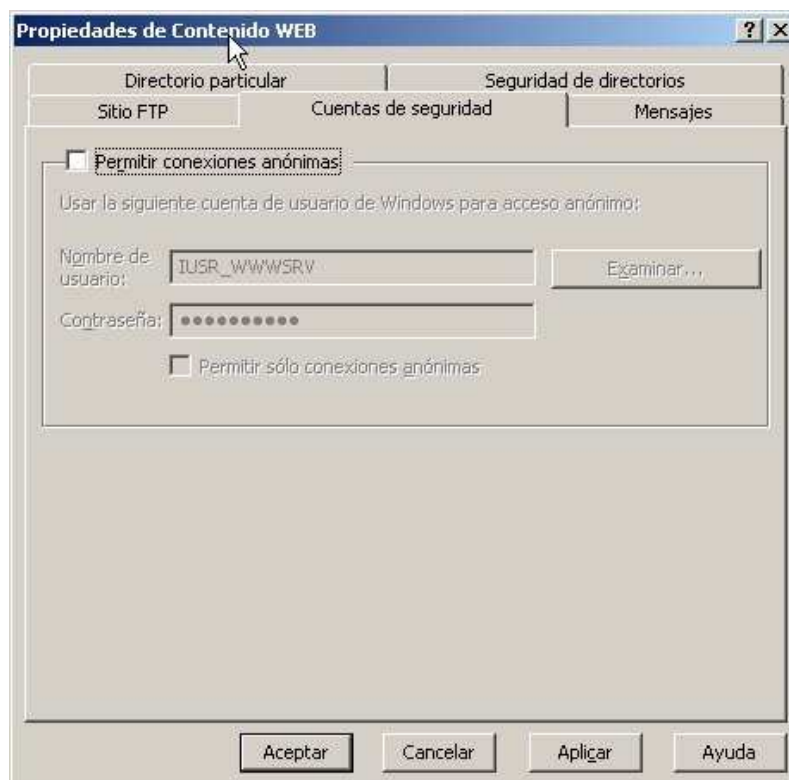 Propiedades de Contenido WEB
Directorio particular Seguridad de directorios
Sitio FTP Cuentas de seguridad Mensajes
Permitir conexiones anónimas
Usar la siguiente cuenta de usuario de Windows para acceso anónimo:
Nombre de
usuario: IUSR_WWWSRV Examinar...
Contraseña: ●●●●●●●●●●
Permitir sólo conexiones anónimas
Aceptar Cancelar Aplicar Ayuda